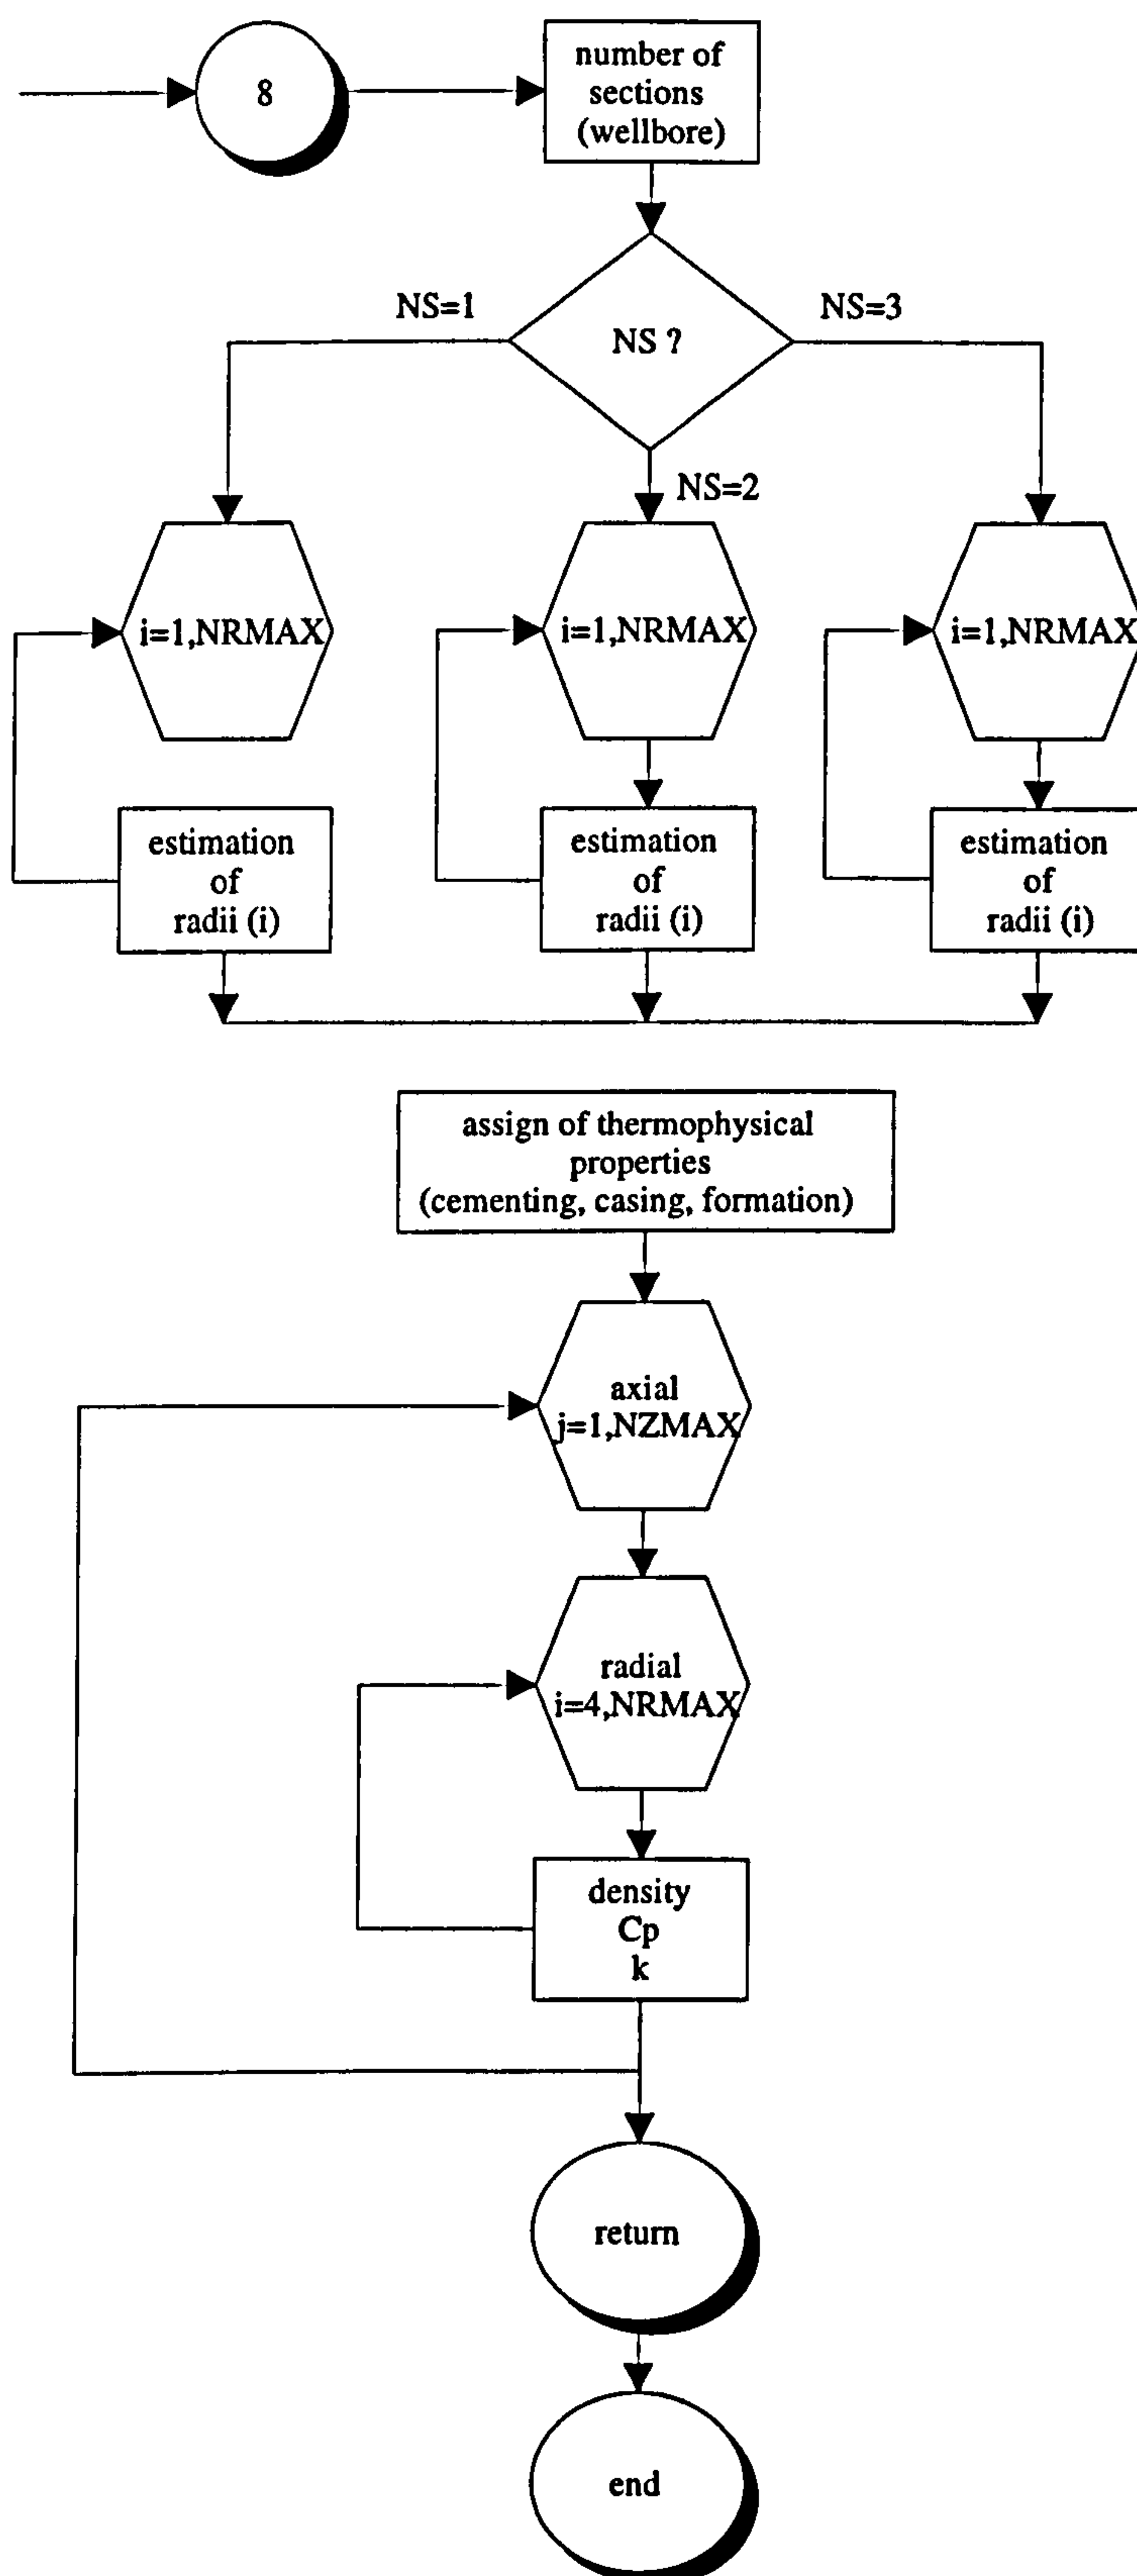 8
number of
sections
(wellbore)
NS=1
NS ?
NS=3
NS=2
i=1,NRMAX
i=1,NRMAX
i=1,NRMAX
estimation
of
radii (i)
estimation
of
radii (i)
estimation
of
radii (i)
assign of thermophysical
properties
(cementing, casing, formation)
axial
j=1,NZMAX
radial
i=4,NRMAX
density
Cp
k
return
end